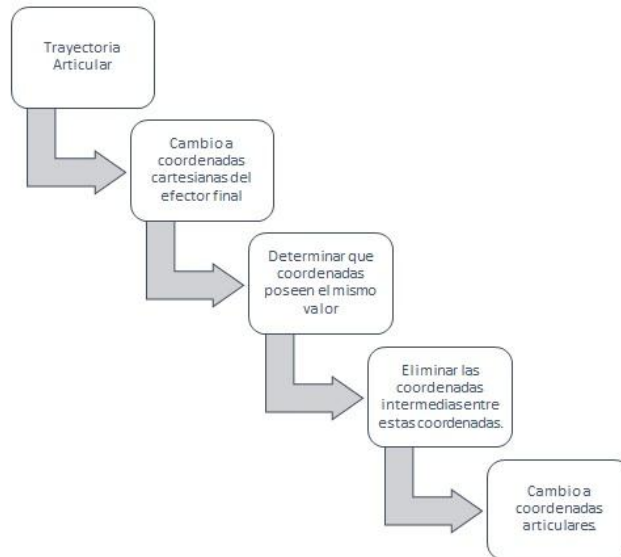 Trayectoria
Articular
Cambio a
coordenadas
cartesianas del
efector final
Determinar que
coordenadas
poseen el mismo
valor
Eliminar las
coordenadas
intermedias entre
estas coordenadas.
Cambio a
coordenadas
articulares.